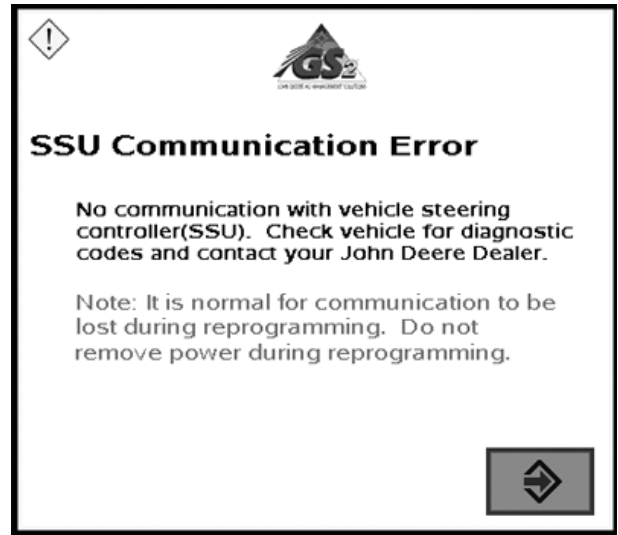 !
GS2
SSU Communication Error
No communication with vehicle steering
controller(SSU).  Check vehicle for diagnostic
codes and contact your John Deere Dealer.
Note: It is normal for communication to be
lost during reprogramming.  Do not
remove power during reprogramming.